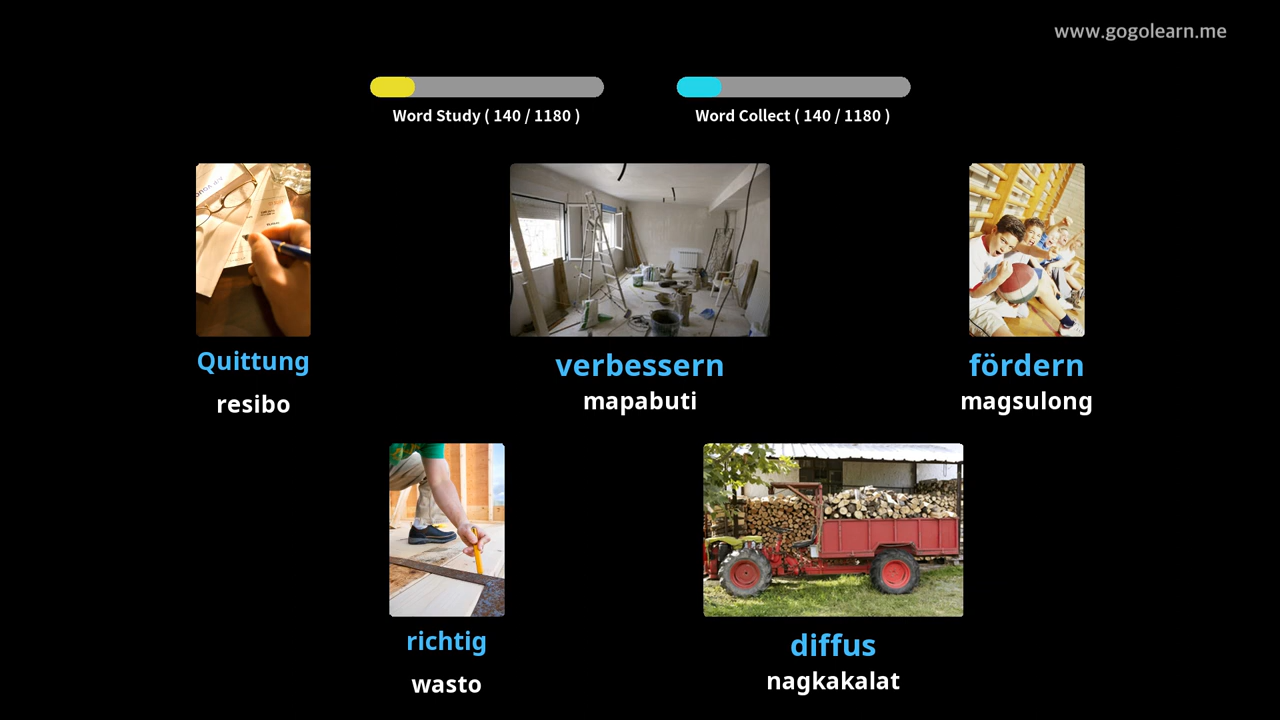 www.gogolearn.me
Word Study ( 140 / 1180 )
Word Collect ( 140 / 1180 )
Quittung
resibo
verbessern
mapabuti
fördern
magsulong
richtig
wasto
diffus
nagkakalat